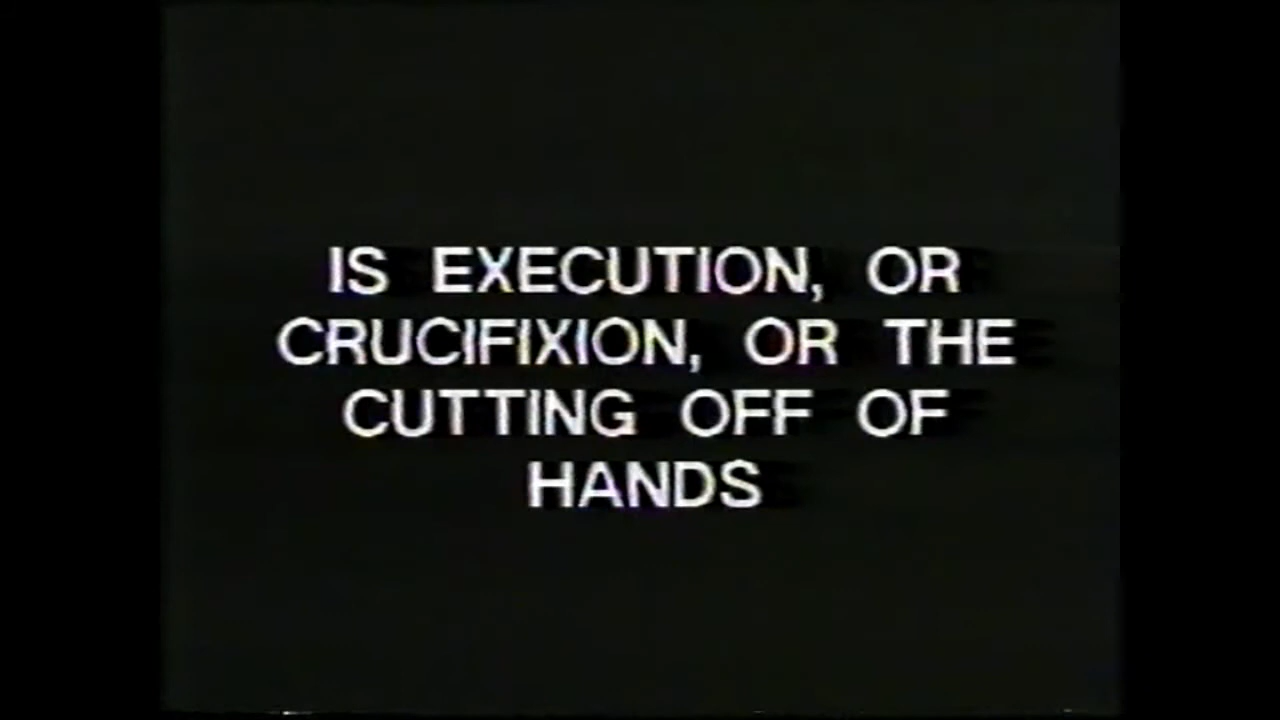 IS EXECUTION, OR
CRUCIFIXION, OR THE
CUTTING OFF OF
HANDS